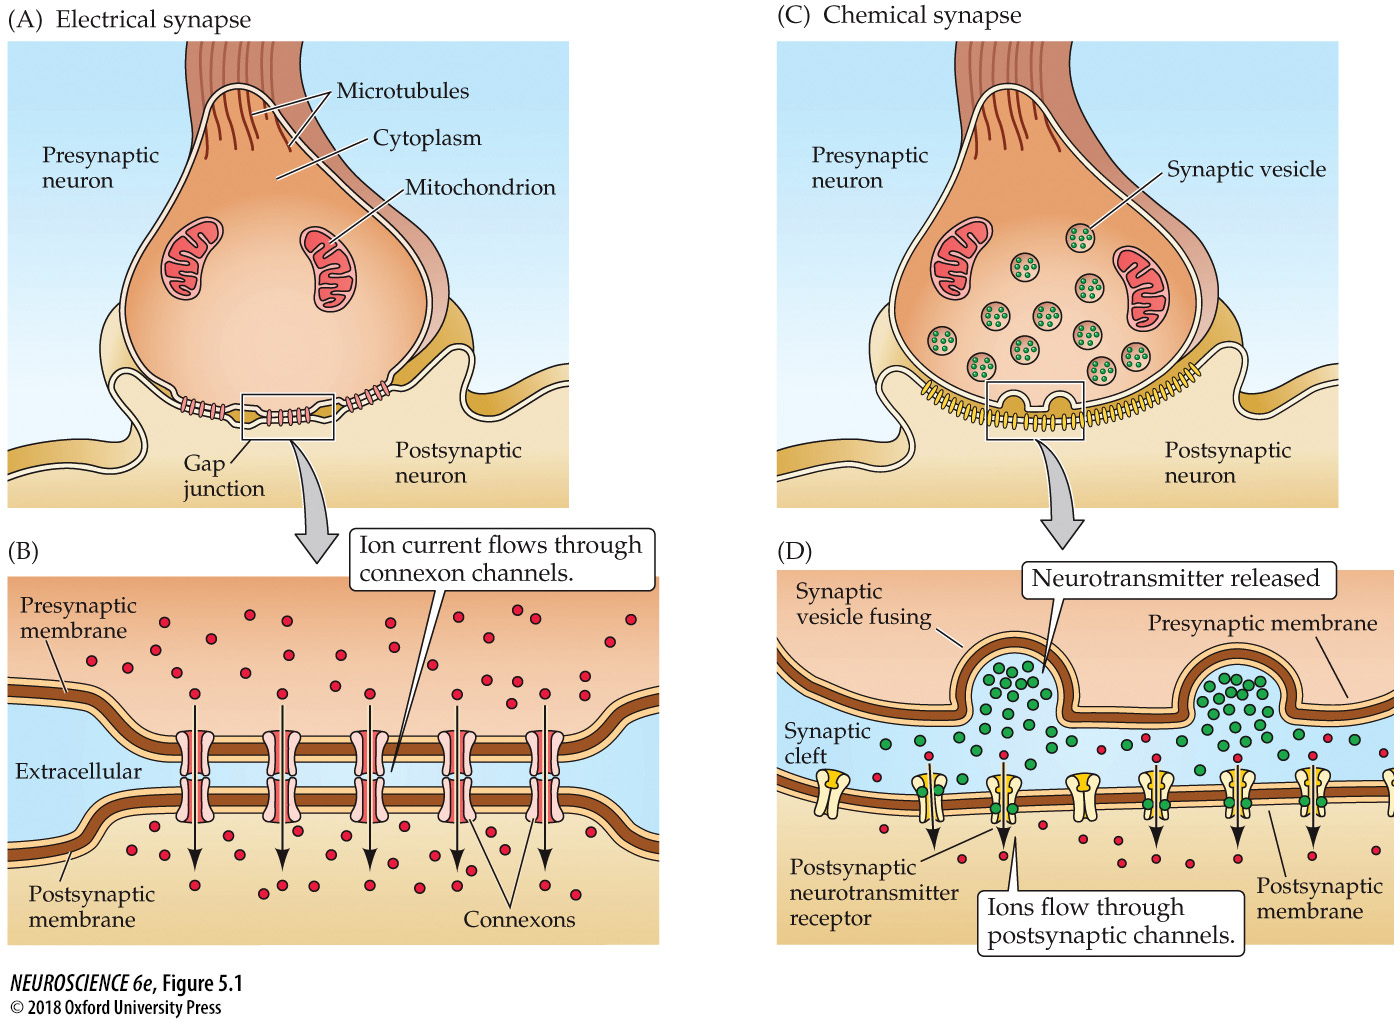 (A) Electrical synapse
Microtubules
Cytoplasm
Mitochondrion
Presynaptic
neuron
Gap
junction
Postsynaptic
neuron
(B)
Ion current flows through
connexon channels.
Presynaptic
membrane
Extracellular
Postsynaptic
membrane
Connexons
(C) Chemical synapse
Presynaptic
neuron
Synaptic vesicle
Postsynaptic
neuron
(D)
Neurotransmitter released
Synaptic
vesicle fusing
Presynaptic membrane
Synaptic
cleft
Postsynaptic
neurotransmitter
receptor
Ions flow through
postsynaptic channels.
Postsynaptic
membrane
NEUROSCIENCE 6e, Figure 5.1
© 2018 Oxford University Press